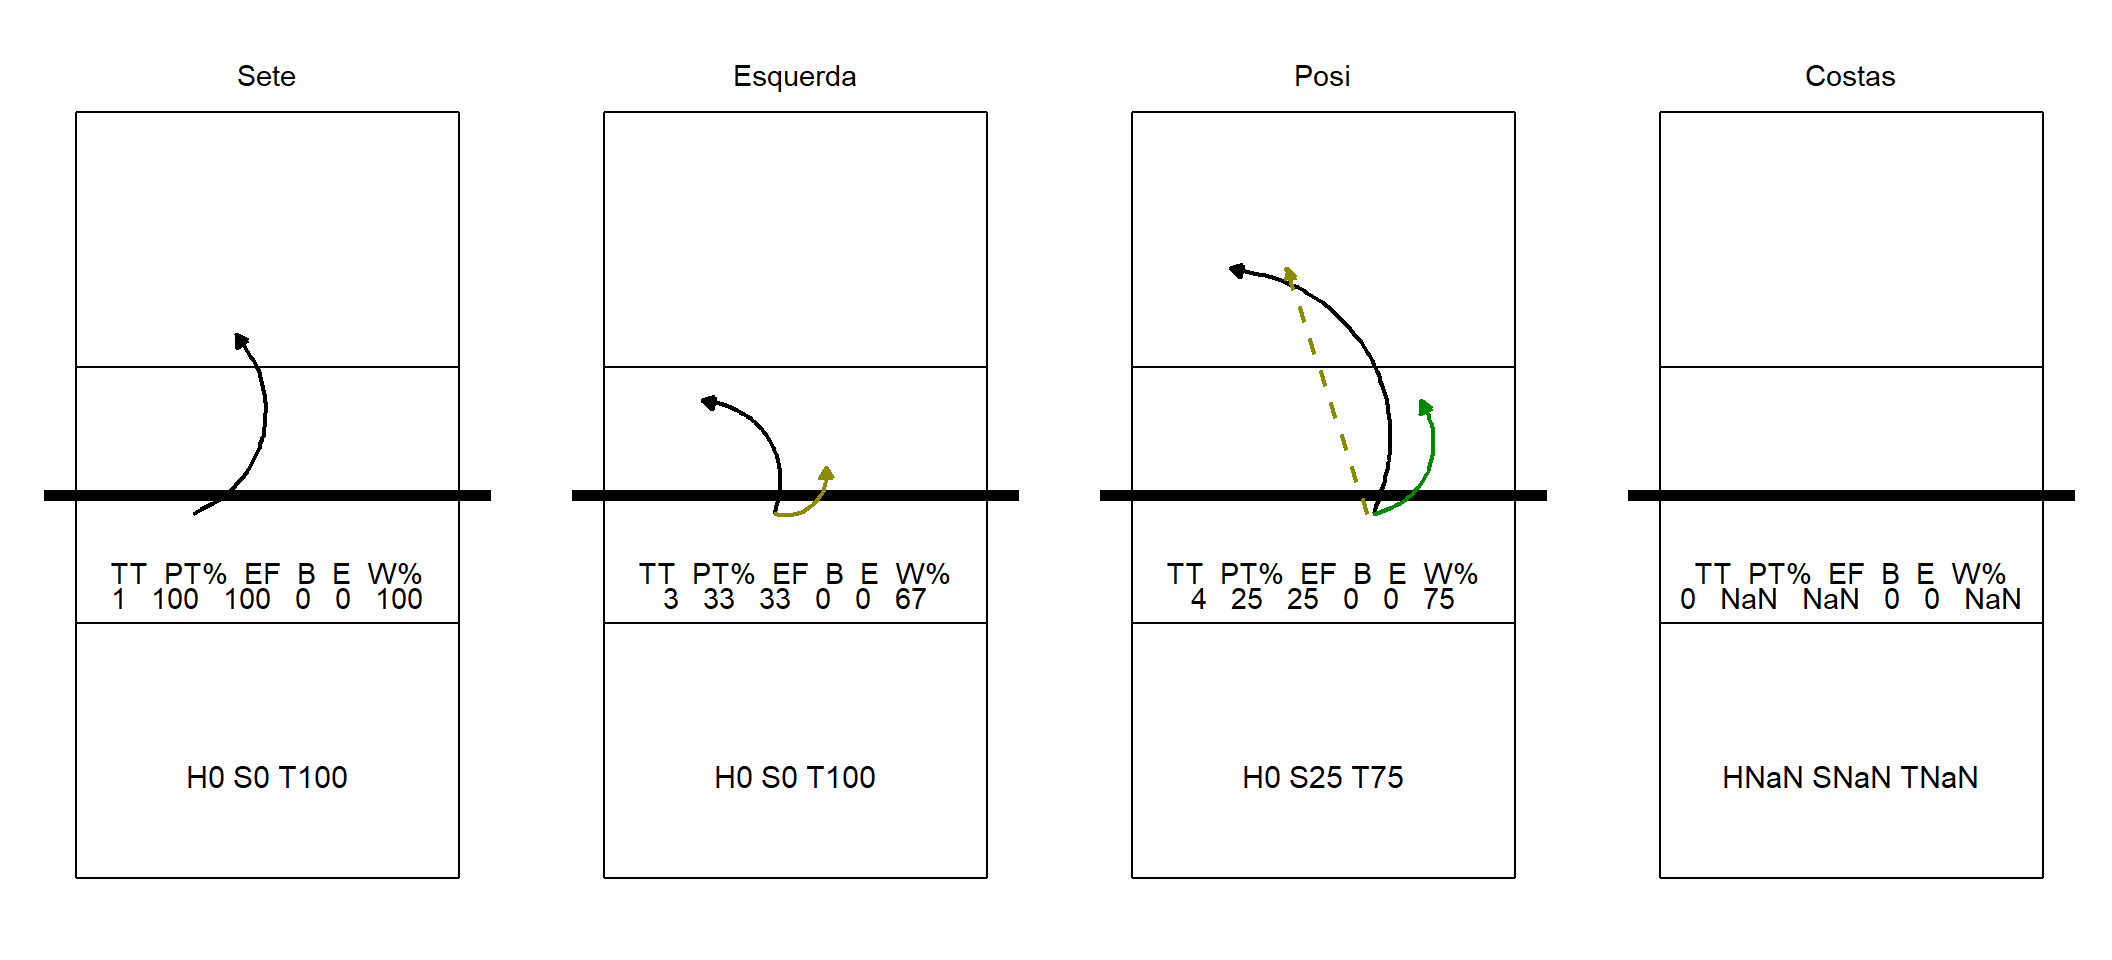 Sete
TT PT% EF B E W%
1 100 100 0 0 100
H0 S0 T100
Esquerda
TT PT% EF B E W%
3 33 33 0 0 67
H0 S0 T100
Posi
TT PT% EF B E W%
4 25 25 0 0 75
H0 S25 T75
Costas
TT PT% EF B E W%
0 NaN NaN 0 0 NaN
HNaN SNaN TNaN